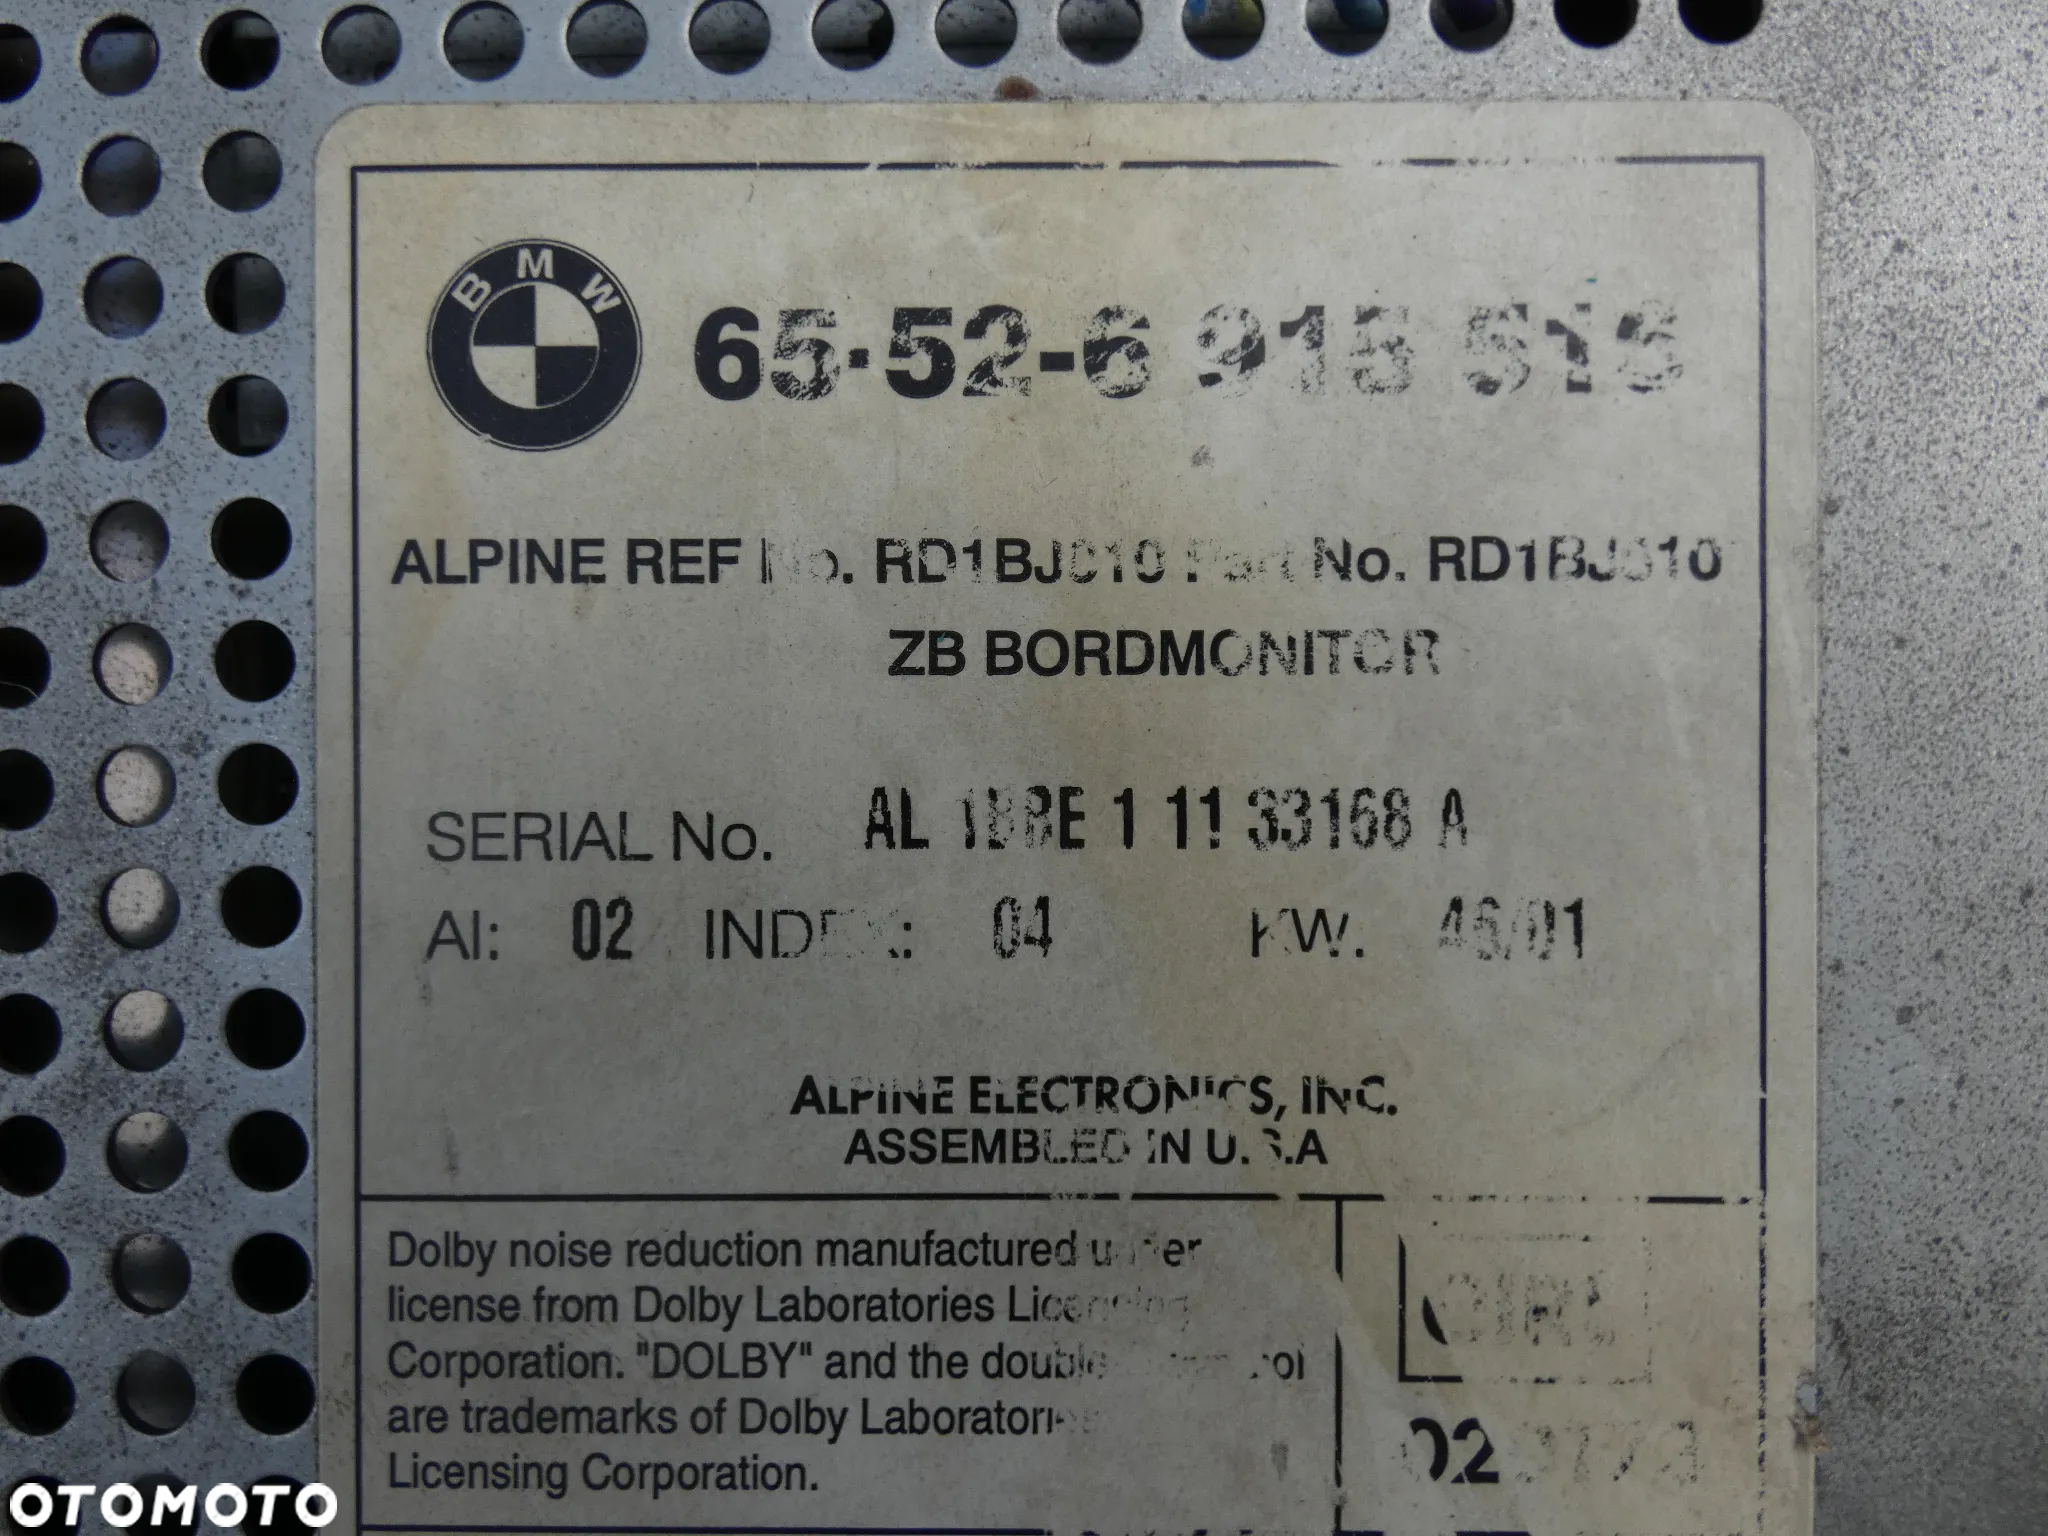 BMW 65·52-6 915 518
ALPINE REF No. RD1BJ010 Part No. RD1BJ010
ZB BORDMONITOR
SERIAL No. AL 1BBE 1 11 33168 A
AI: 02 INDEX: 04 KW. 46/01
ALPINE ELECTRONICS, INC.
ASSEMBLED IN U.S.A
Dolby noise reduction manufactured under
license from Dolby Laboratories Licensing
Corporation. "DOLBY" and the double
are trademarks of Dolby Laboratories
Licensing Corporation.
OTOMOTO